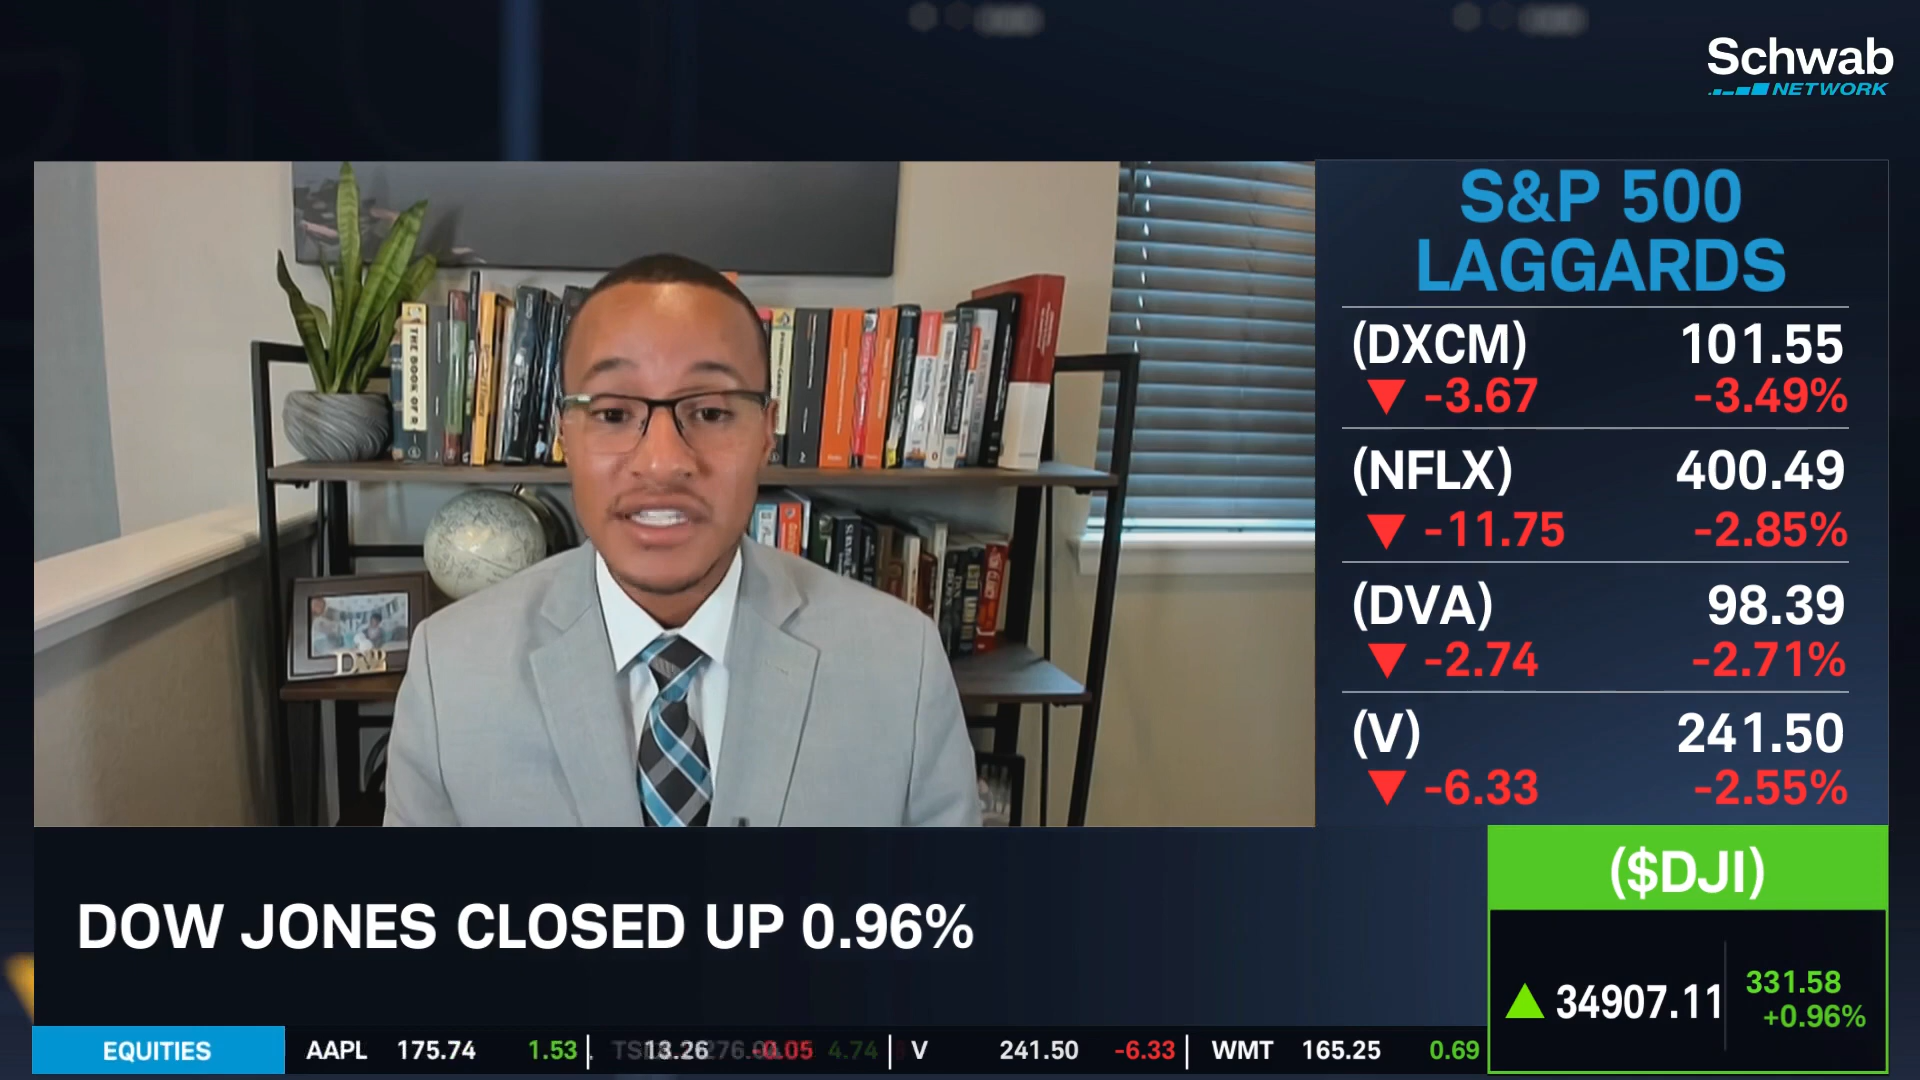 Schwab
NETWORK
S&P 500
LAGGARDS
(DXCM) 101.55
▼ -3.67 -3.49%
(NFLX) 400.49
▼ -11.75 -2.85%
(DVA) 98.39
▼ -2.74 -2.71%
(V) 241.50
▼ -6.33 -2.55%
THE BOOK OF R
DOW JONES CLOSED UP 0.96%
($DJI)
▲ 34907.11
331.58
+0.96%
EQUITIES
AAPL 175.74 1.53 | V 241.50 -6.33 | WMT 165.25 0.69